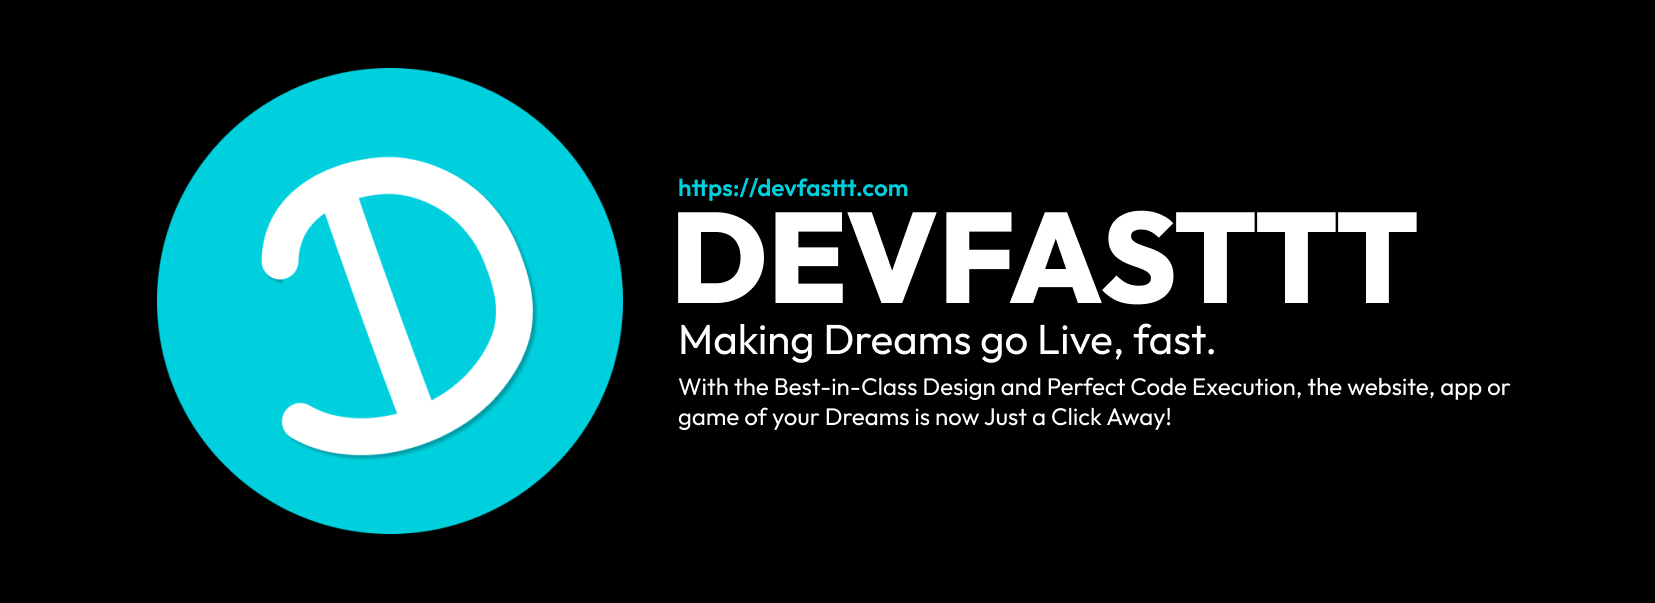 D
https://devfasttt.com
DEVFASTTT
Making Dreams go Live, fast.
With the Best-in-Class Design and Perfect Code Execution, the website, app or
game of your Dreams is now Just a Click Away!